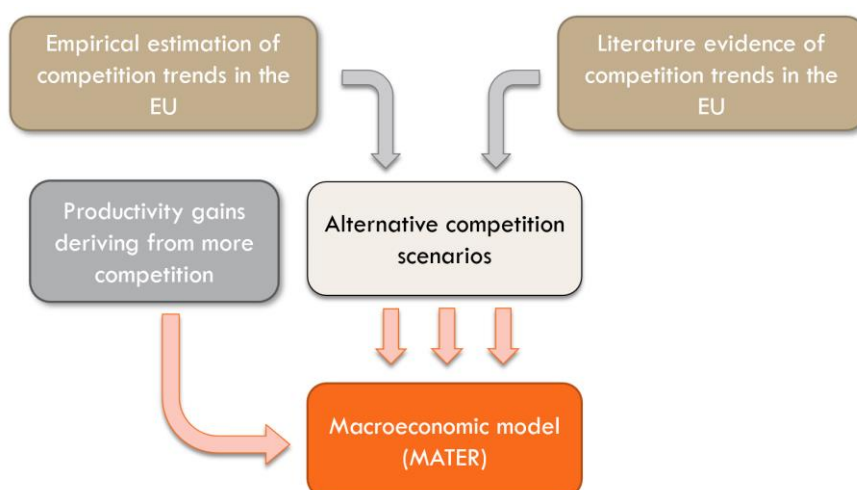 Empirical estimation of
competition trends in the
EU
Literature evidence of
competition trends in the
EU
Productivity gains
deriving from more
competition
Alternative competition
scenarios
Macroeconomic model
(MATER)